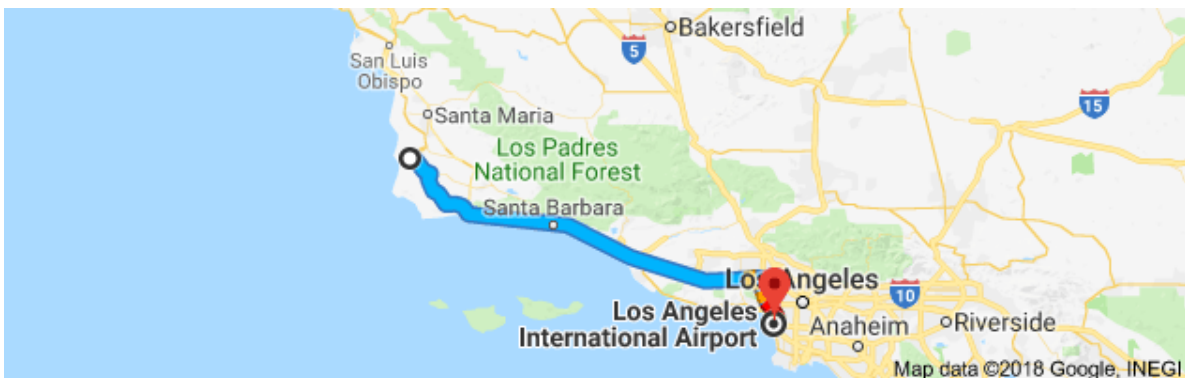 Bakersfield
5
San Luis
Obispo
15
Santa Maria
Los Padres
National Forest
Santa Barbara
Los Angeles
10
Los Angeles
International Airport
Anaheim
Riverside
Map data ©2018 Google, INEGI